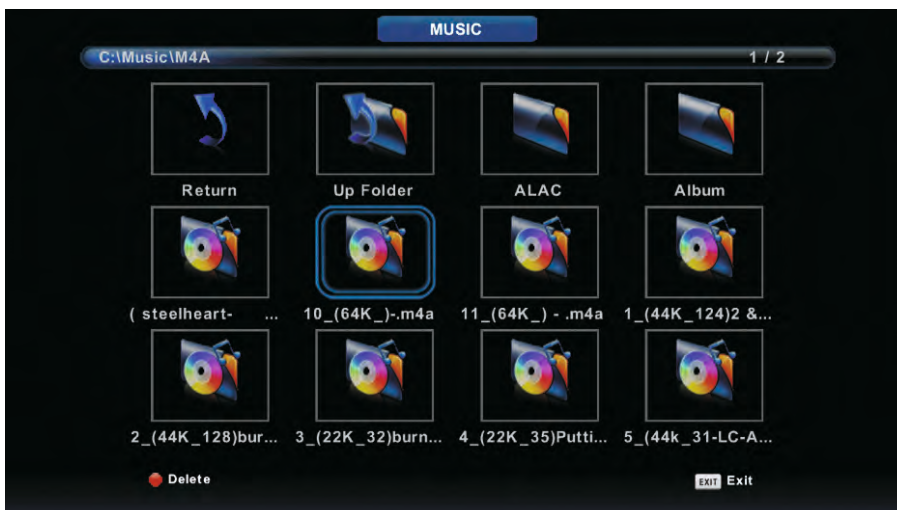 MUSIC
C:\Music\M4A 1 / 2
Return Up Folder ALAC Album
( steelheart- ... 10_(64K_)-.m4a 11_(64K_) - .m4a 1_(44K_124)2 &...
2_(44K_128)bur... 3_(22K_32)burn... 4_(22K_35)Putti... 5_(44k_31-LC-A...
Delete EXIT Exit